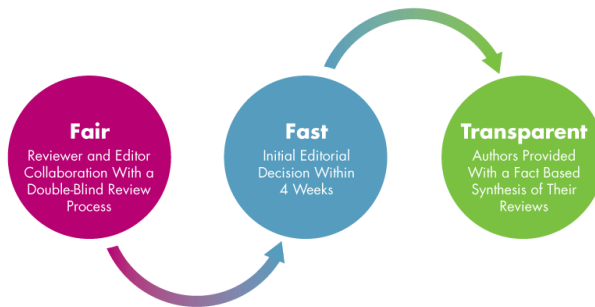 Fair
Reviewer and Editor
Collaboration With a
Double-Blind Review
Process
Fast
Initial Editorial
Decision Within
4 Weeks
Transparent
Authors Provided
With a Fact Based
Synthesis of Their
Reviews